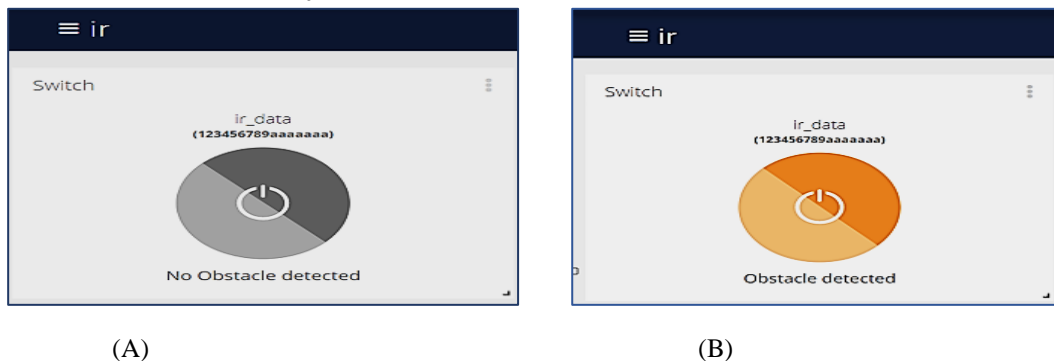 ir
Switch
ir_data
(123456789aaaaaaa)
No Obstacle detected
(A)
ir
Switch
ir_data
(123456789aaaaaaa)
Obstacle detected
(B)